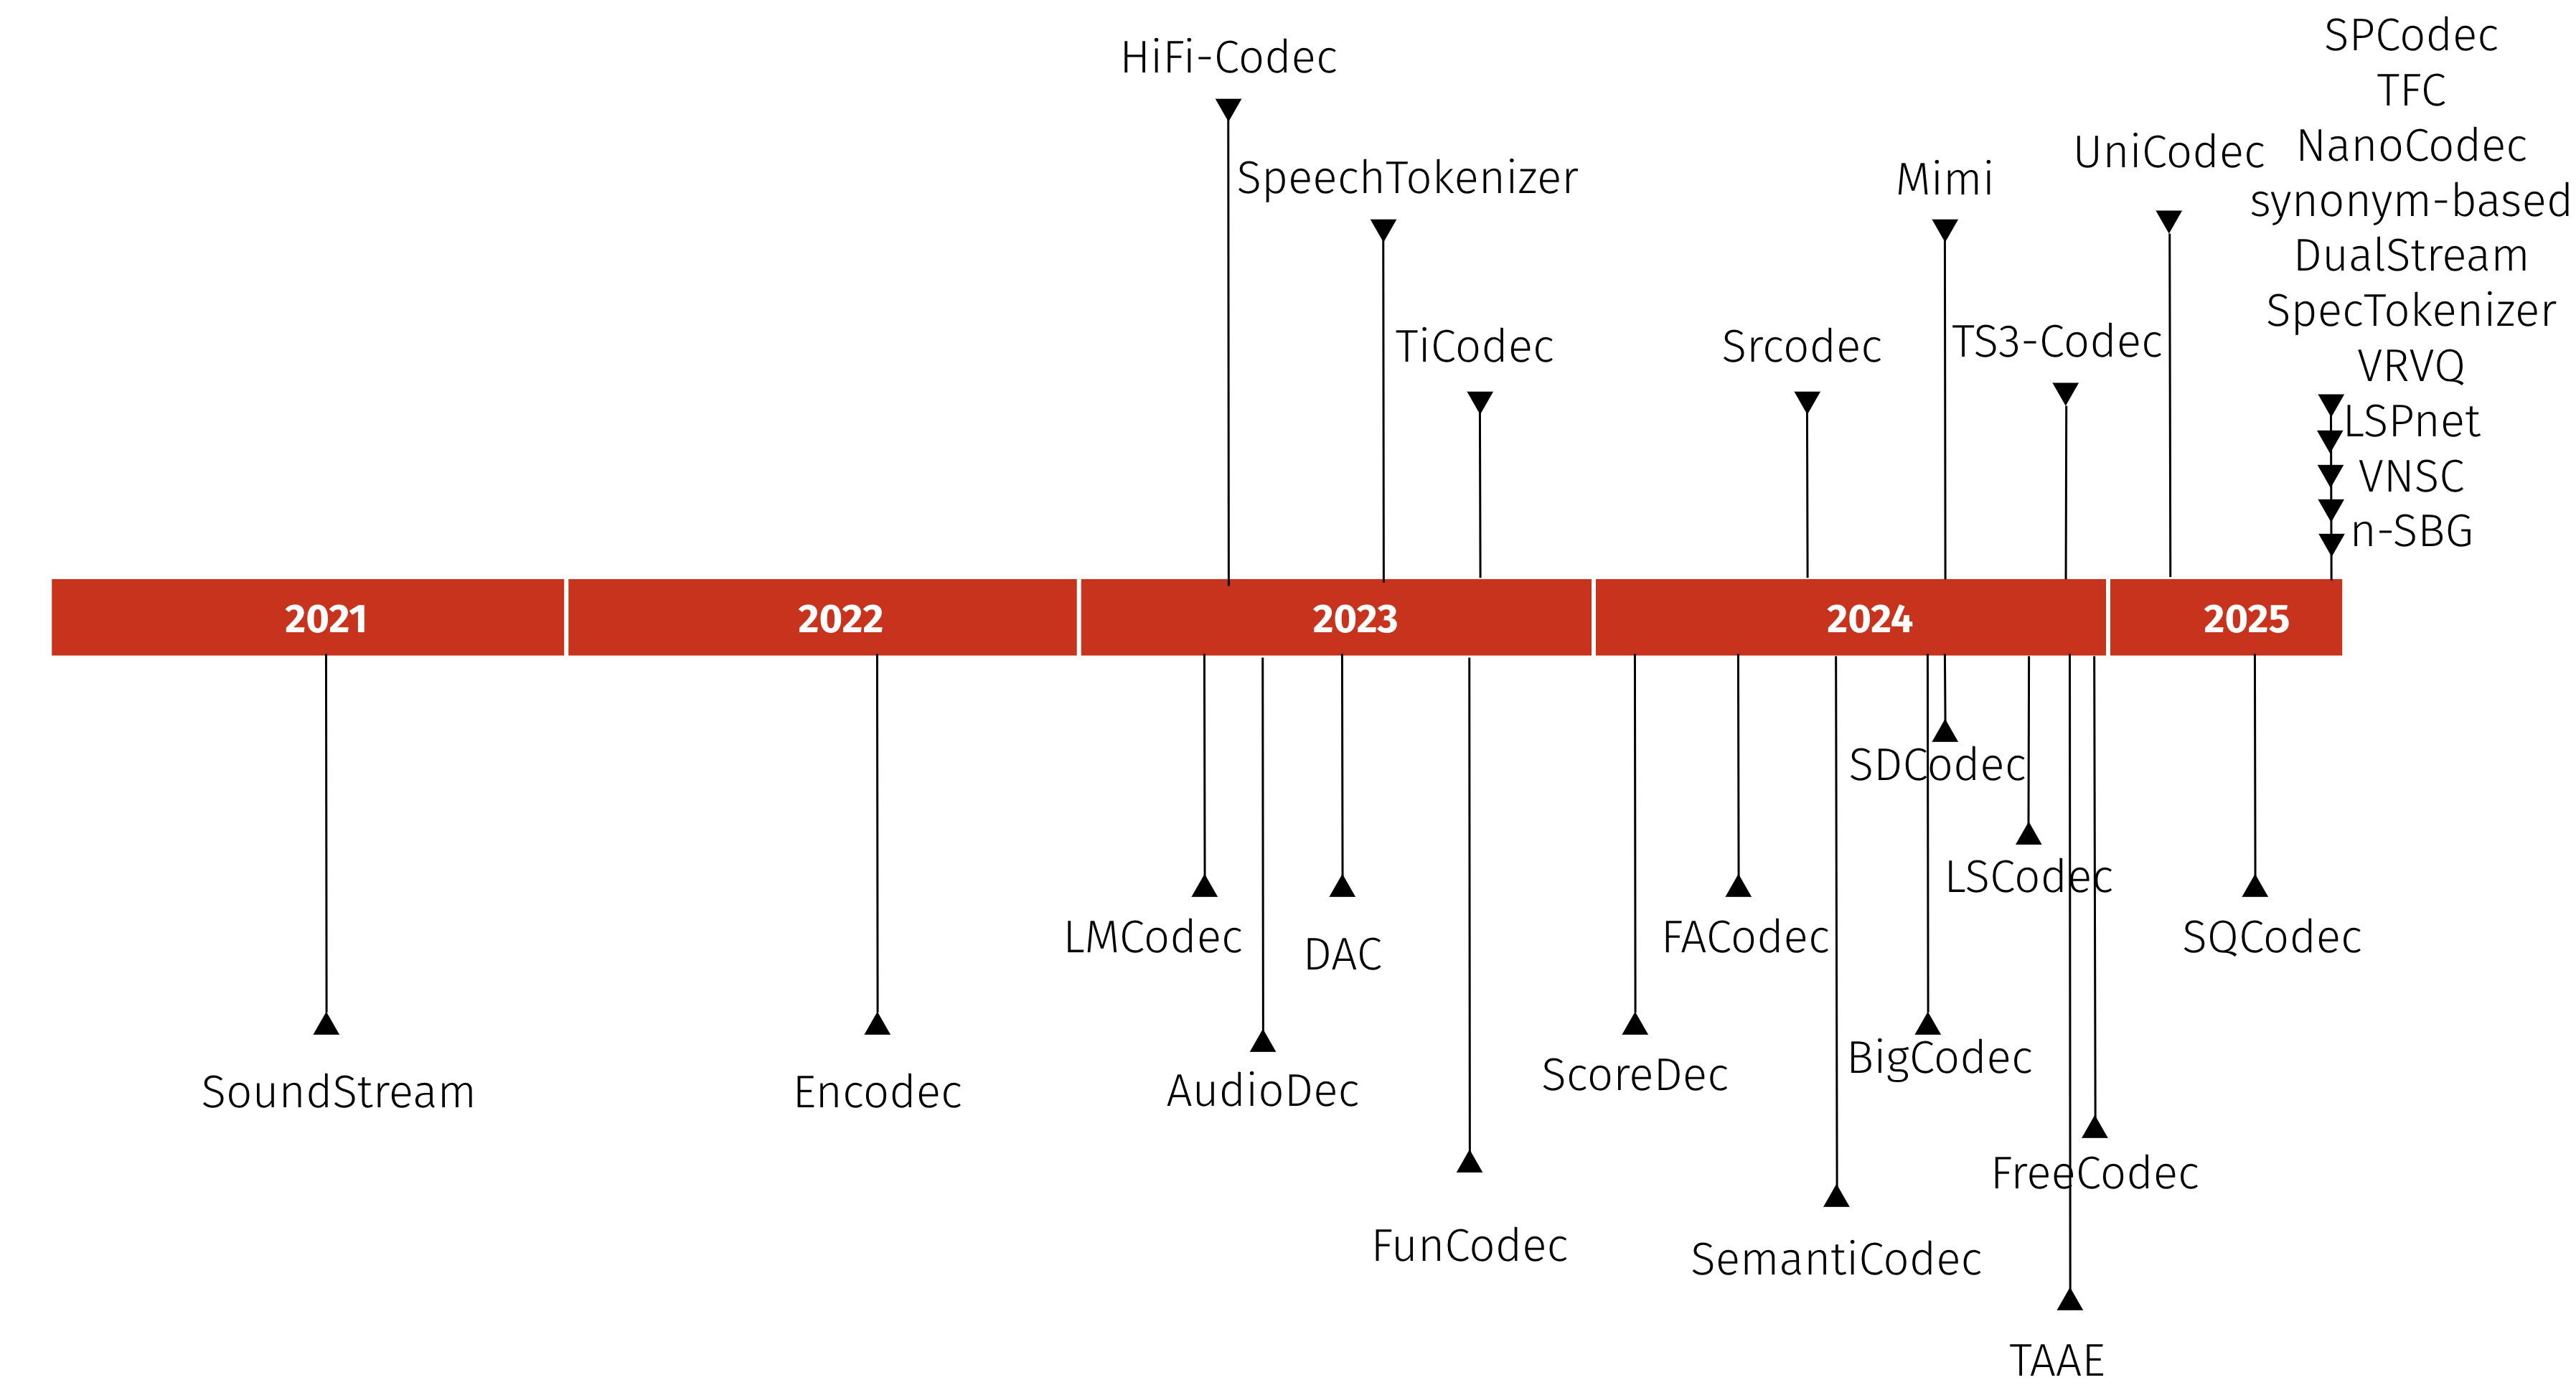 SPCodec
HiFi-Codec
TFC
NanoCodec
UniCodec
SpeechTokenizer
Mimi
synonym-based
DualStream
SpecTokenizer
TiCodec
Srcodec
TS3-Codec
VRVQ
LSPnet
VNSC
n-SBG
2021
2022
2023
2024
2025
SDCodec
LSCodec
LMCodec
DAC
FACodec
SQCodec
SoundStream
Encodec
AudioDec
ScoreDec
BigCodec
FreeCodec
FunCodec
SemantiCodec
TAAE